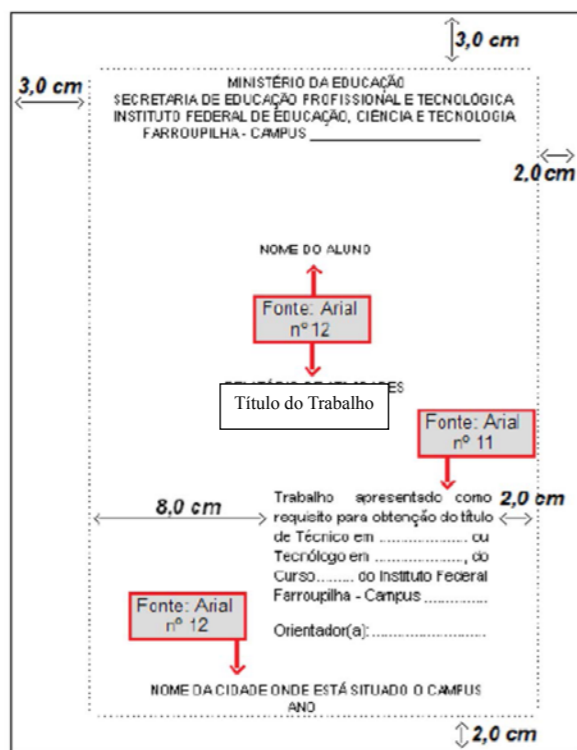 3,0 cm
3,0 cm
MINISTÉRIO DA EDUCAÇÃO
SECRETARIA DE EDUCAÇÃO PROFISSIONAL E TECNOLÓGICA
INSTITUTO FEDERAL DE EDUCAÇÃO, CIÊNCIA E TECNOLOGIA
FARROUPILHA - CAMPUS ____________________
2,0 cm
NOME DO ALUNO
Fonte: Arial
nº 12
Título do Trabalho
Fonte: Arial
nº 11
8,0 cm
Trabalho apresentado como
requisito para obtenção do título
de Técnico em .................... ou
Tecnólogo em ...................., do
Curso......... do Instituto Federal
Farroupilha - Campus ..............
Orientador(a): ..........................
2,0 cm
Fonte: Arial
nº 12
NOME DA CIDADE ONDE ESTÁ SITUADO O CAMPUS
ANO
2,0 cm